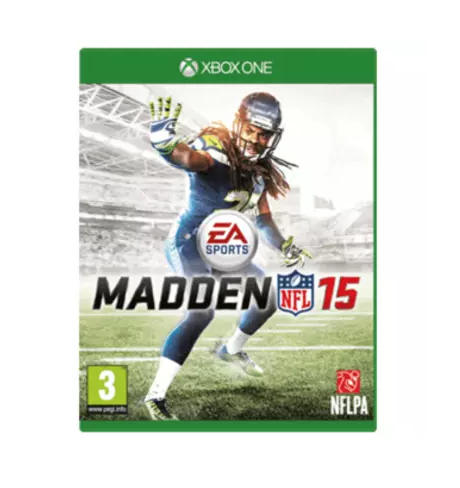 XBOX ONE
EA
SPORTS
MADDEN NFL 15
3
www.pegi.info
NFLPA